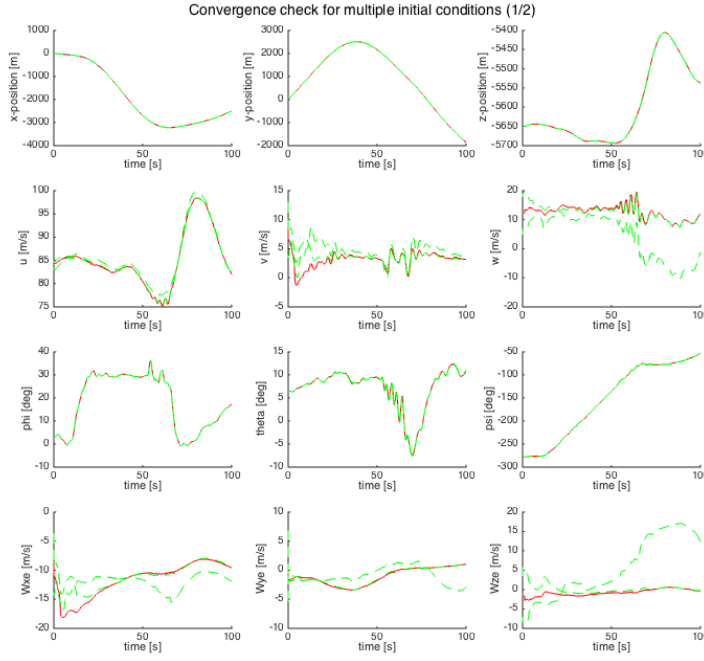 Convergence check for multiple initial conditions (1/2)
x-position [m]
1000
0
-1000
-2000
-3000
-4000
0 50 100
time [s]
y-position [m]
3000
2000
1000
0
-1000
-2000
0 50 100
time [s]
z-position [m]
-5400
-5450
-5500
-5550
-5600
-5650
-5700
0 50 100
time [s]
u [m/s]
100
95
90
85
80
75
0 50 100
time [s]
v [m/s]
15
10
5
0
-5
0 50 100
time [s]
w [m/s]
20
10
0
-10
-20
0 50 100
time [s]
phi [deg]
40
30
20
10
0
-10
0 50 100
time [s]
theta [deg]
15
10
5
0
-5
-10
0 50 100
time [s]
psi [deg]
-50
-100
-150
-200
-250
-300
0 50 100
time [s]
Wxe [m/s]
0
-5
-10
-15
-20
0 50 100
time [s]
Wye [m/s]
10
5
0
-5
-10
0 50 100
time [s]
Wze [m/s]
20
15
10
5
0
-5
-10
0 50 100
time [s]